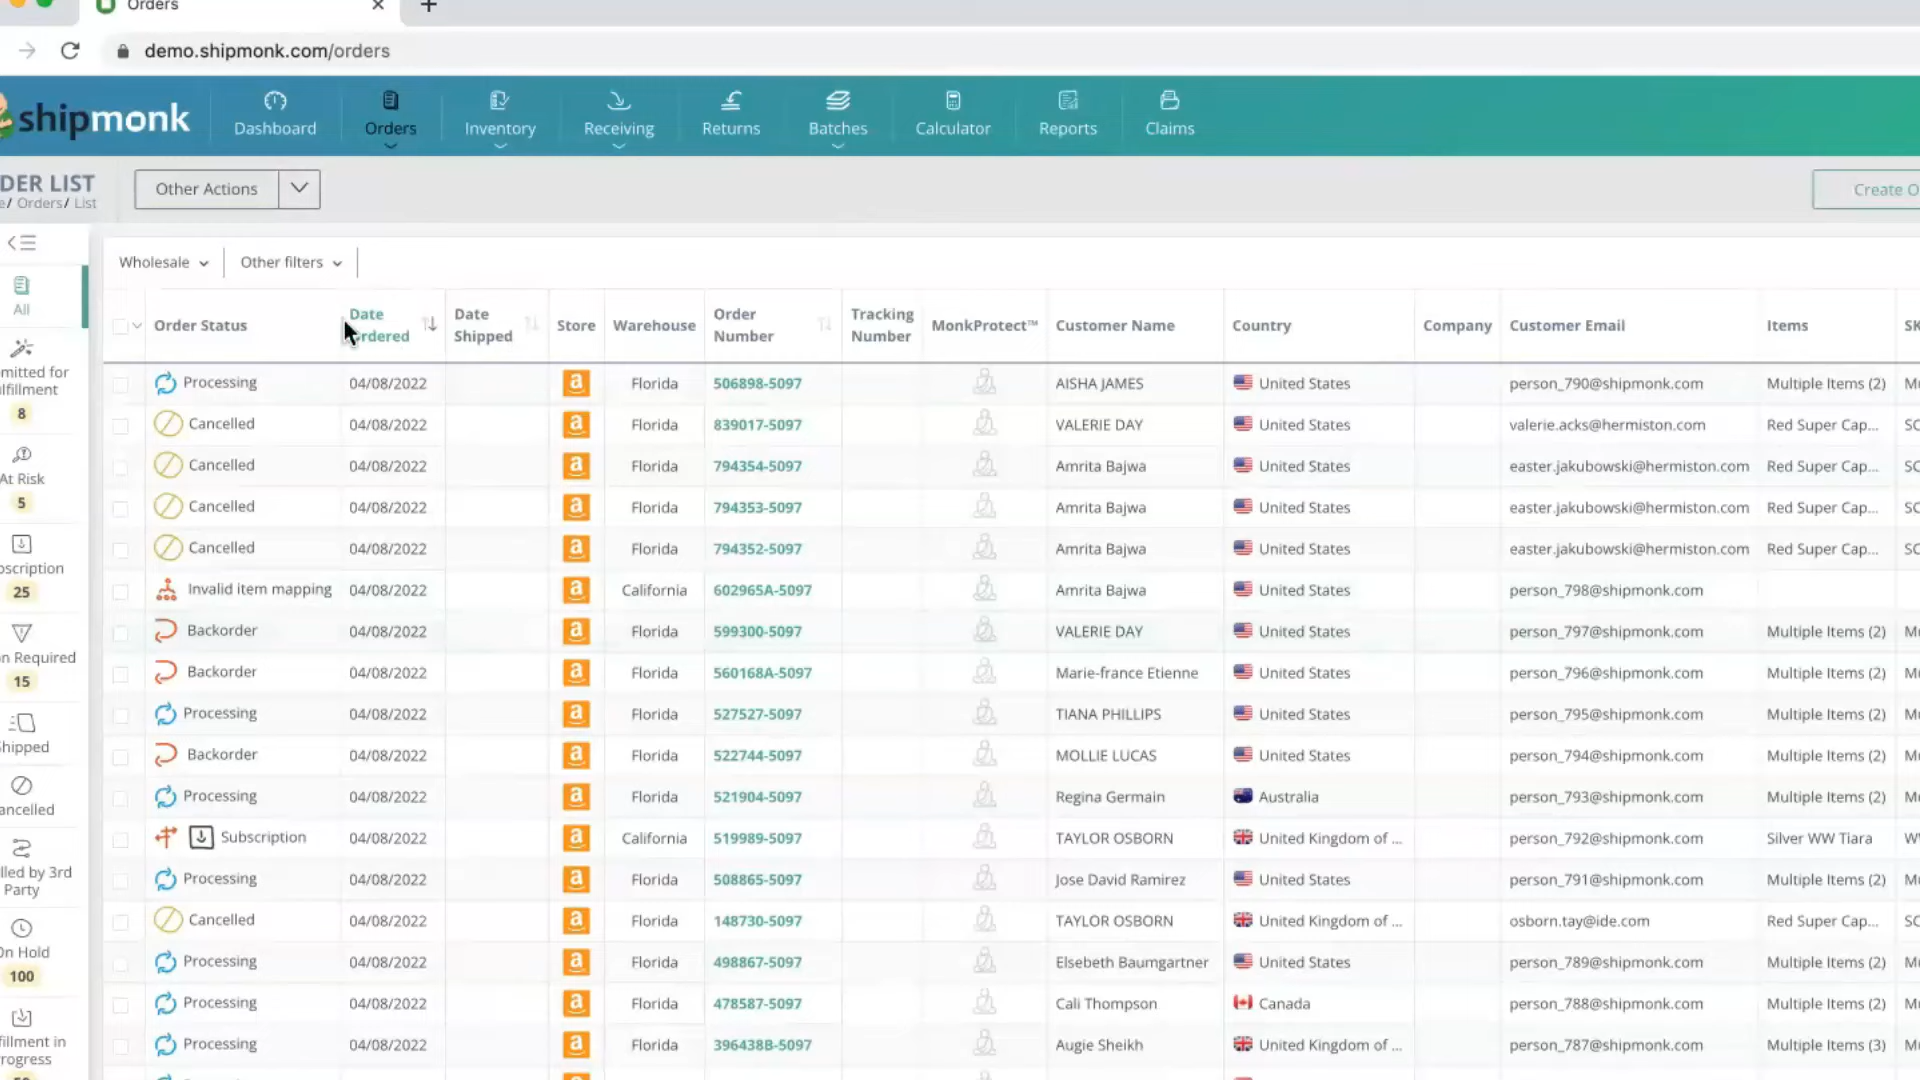 Orders
demo.shipmonk.com/orders
shipmonk
Dashboard
Orders
Inventory
Receiving
Returns
Batches
Calculator
Reports
Claims
DER LIST
e/ Orders/ List
Other Actions
Create O
All
mitted for
lfillment
8
At Risk
5
bscription
25
n Required
15
Shipped
ancelled
lled by 3rd
Party
On Hold
100
fillment in
rogress
Wholesale
Other filters
Order Status Date Ordered Date Shipped Store Warehouse Order Number Tracking Number MonkProtect™ Customer Name Country Company Customer Email Items SK
Processing 04/08/2022 a Florida 506898-5097 AISHA JAMES United States person_790@shipmonk.com Multiple Items (2) Mu
Cancelled 04/08/2022 a Florida 839017-5097 VALERIE DAY United States valerie.acks@hermiston.com Red Super Cap... SC
Cancelled 04/08/2022 a Florida 794354-5097 Amrita Bajwa United States easter.jakubowski@hermiston.com Red Super Cap... SC
Cancelled 04/08/2022 a Florida 794353-5097 Amrita Bajwa United States easter.jakubowski@hermiston.com Red Super Cap... SC
Cancelled 04/08/2022 a Florida 794352-5097 Amrita Bajwa United States easter.jakubowski@hermiston.com Red Super Cap... SC
Invalid item mapping 04/08/2022 a California 602965A-5097 Amrita Bajwa United States person_798@shipmonk.com
Backorder 04/08/2022 a Florida 599300-5097 VALERIE DAY United States person_797@shipmonk.com Multiple Items (2) Mu
Backorder 04/08/2022 a Florida 560168A-5097 Marie-france Etienne United States person_796@shipmonk.com Multiple Items (2) Mu
Processing 04/08/2022 a Florida 527527-5097 TIANA PHILLIPS United States person_795@shipmonk.com Multiple Items (2) Mu
Backorder 04/08/2022 a Florida 522744-5097 MOLLIE LUCAS United States person_794@shipmonk.com Multiple Items (2) Mu
Processing 04/08/2022 a Florida 521904-5097 Regina Germain Australia person_793@shipmonk.com Multiple Items (2) Mu
Subscription 04/08/2022 a California 519989-5097 TAYLOR OSBORN United Kingdom of ... person_792@shipmonk.com Silver WW Tiara W
Processing 04/08/2022 a Florida 508865-5097 Jose David Ramirez United States person_791@shipmonk.com Multiple Items (2) Mu
Cancelled 04/08/2022 a Florida 148730-5097 TAYLOR OSBORN United Kingdom of ... osborn.tay@ide.com Red Super Cap... SC
Processing 04/08/2022 a Florida 498867-5097 Elsebeth Baumgartner United States person_789@shipmonk.com Multiple Items (2) Mu
Processing 04/08/2022 a Florida 478587-5097 Cali Thompson Canada person_788@shipmonk.com Multiple Items (2) Mu
Processing 04/08/2022 a Florida 396438B-5097 Augie Sheikh United Kingdom of ... person_787@shipmonk.com Multiple Items (3) Mu